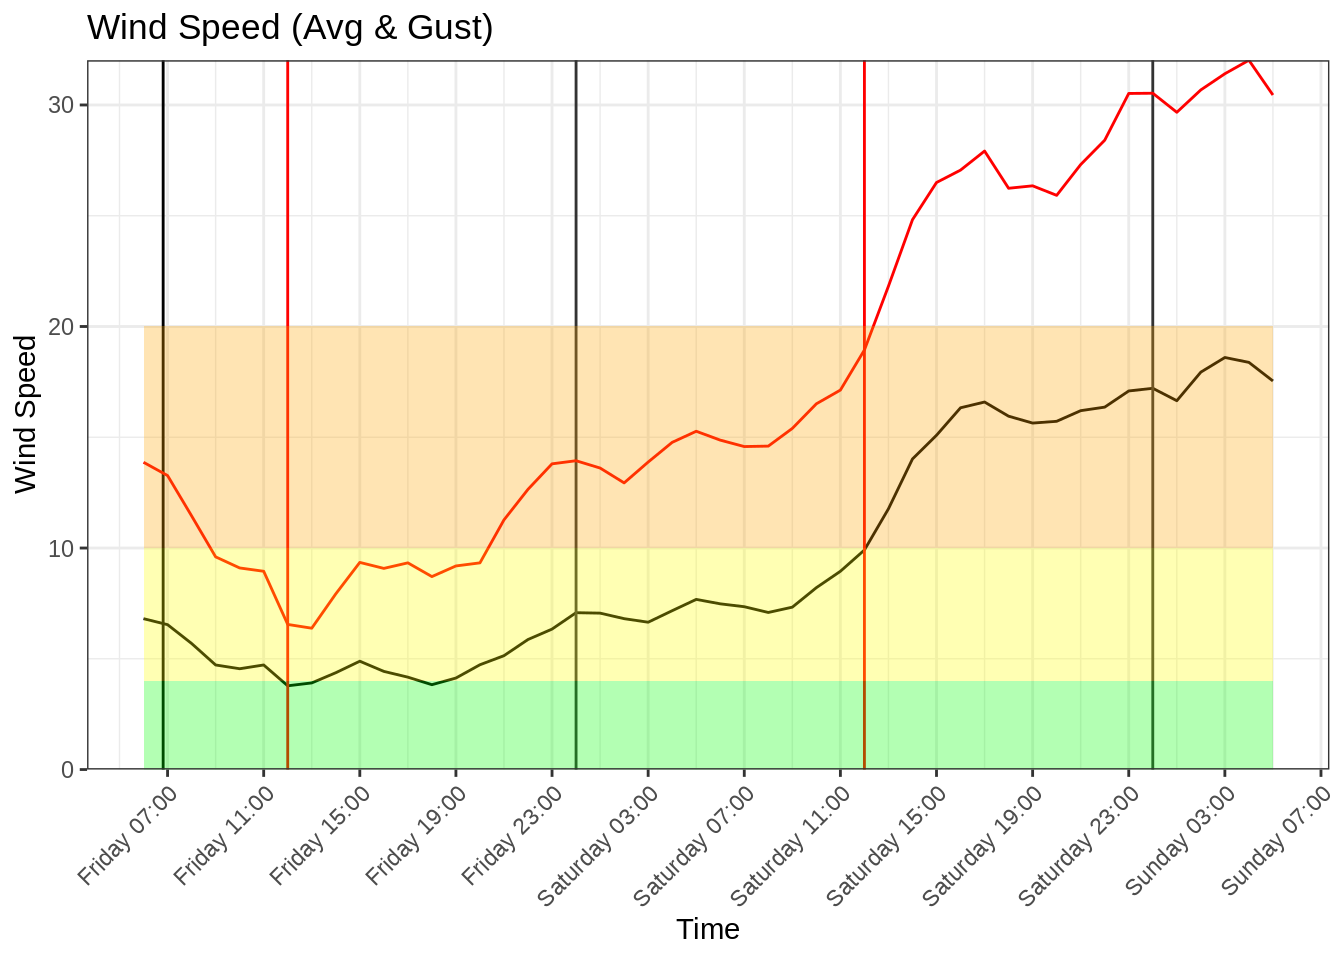 Wind Speed (Avg & Gust)
30
20
10
0
Wind Speed
Friday 07:00
Friday 11:00
Friday 15:00
Friday 19:00
Friday 23:00
Saturday 03:00
Saturday 07:00
Saturday 11:00
Saturday 15:00
Saturday 19:00
Saturday 23:00
Sunday 03:00
Sunday 07:00
Time